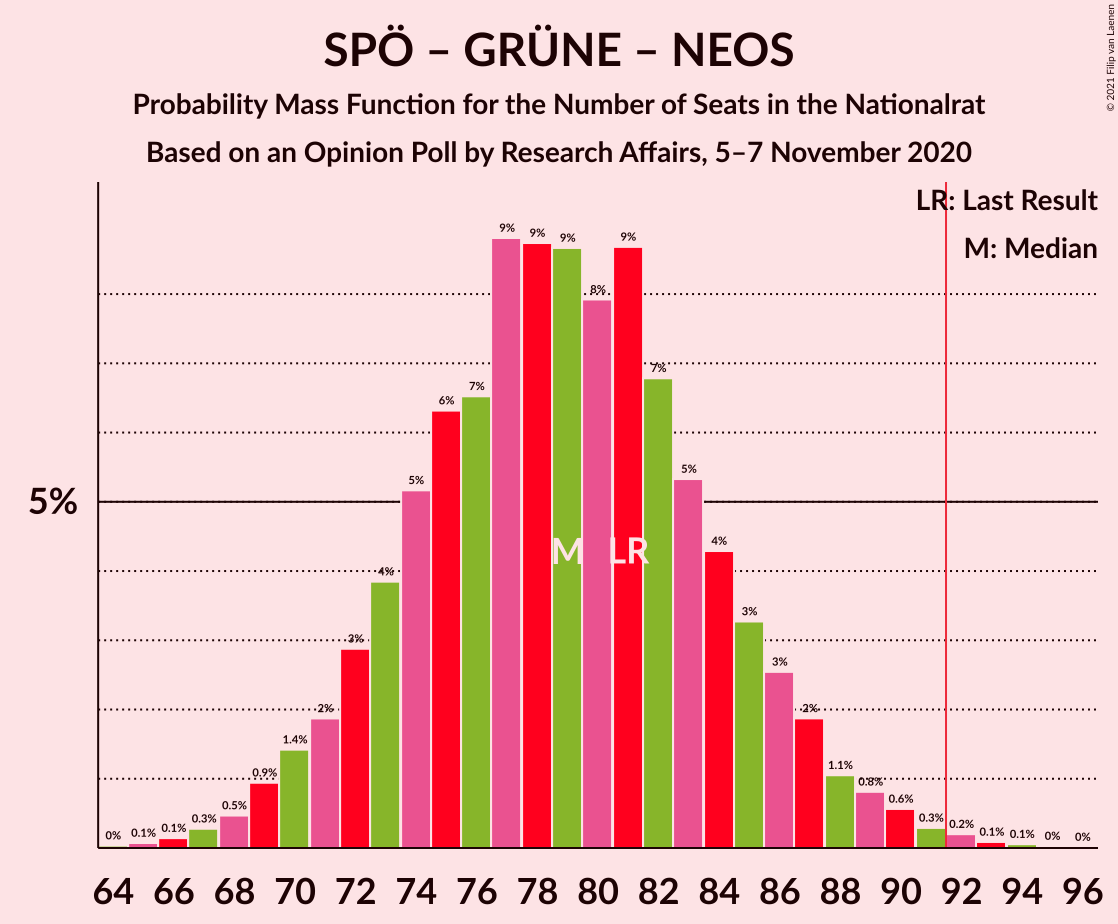 SPÖ – GRÜNE – NEOS
Probability Mass Function for the Number of Seats in the Nationalrat
Based on an Opinion Poll by Research Affairs, 5–7 November 2020
© 2021 Filip van Laenen
LR: Last Result
M: Median
5%
0% 0.1% 0.1% 0.3% 0.5% 0.9% 1.4% 2% 3% 4% 5% 6% 7% 9% 9% 9% 8% 9% 7% 5% 4% 3% 3% 2% 1.1% 0.8% 0.6% 0.3% 0.2% 0.1% 0.1% 0% 0%
M LR
64 66 68 70 72 74 76 78 80 82 84 86 88 90 92 94 96